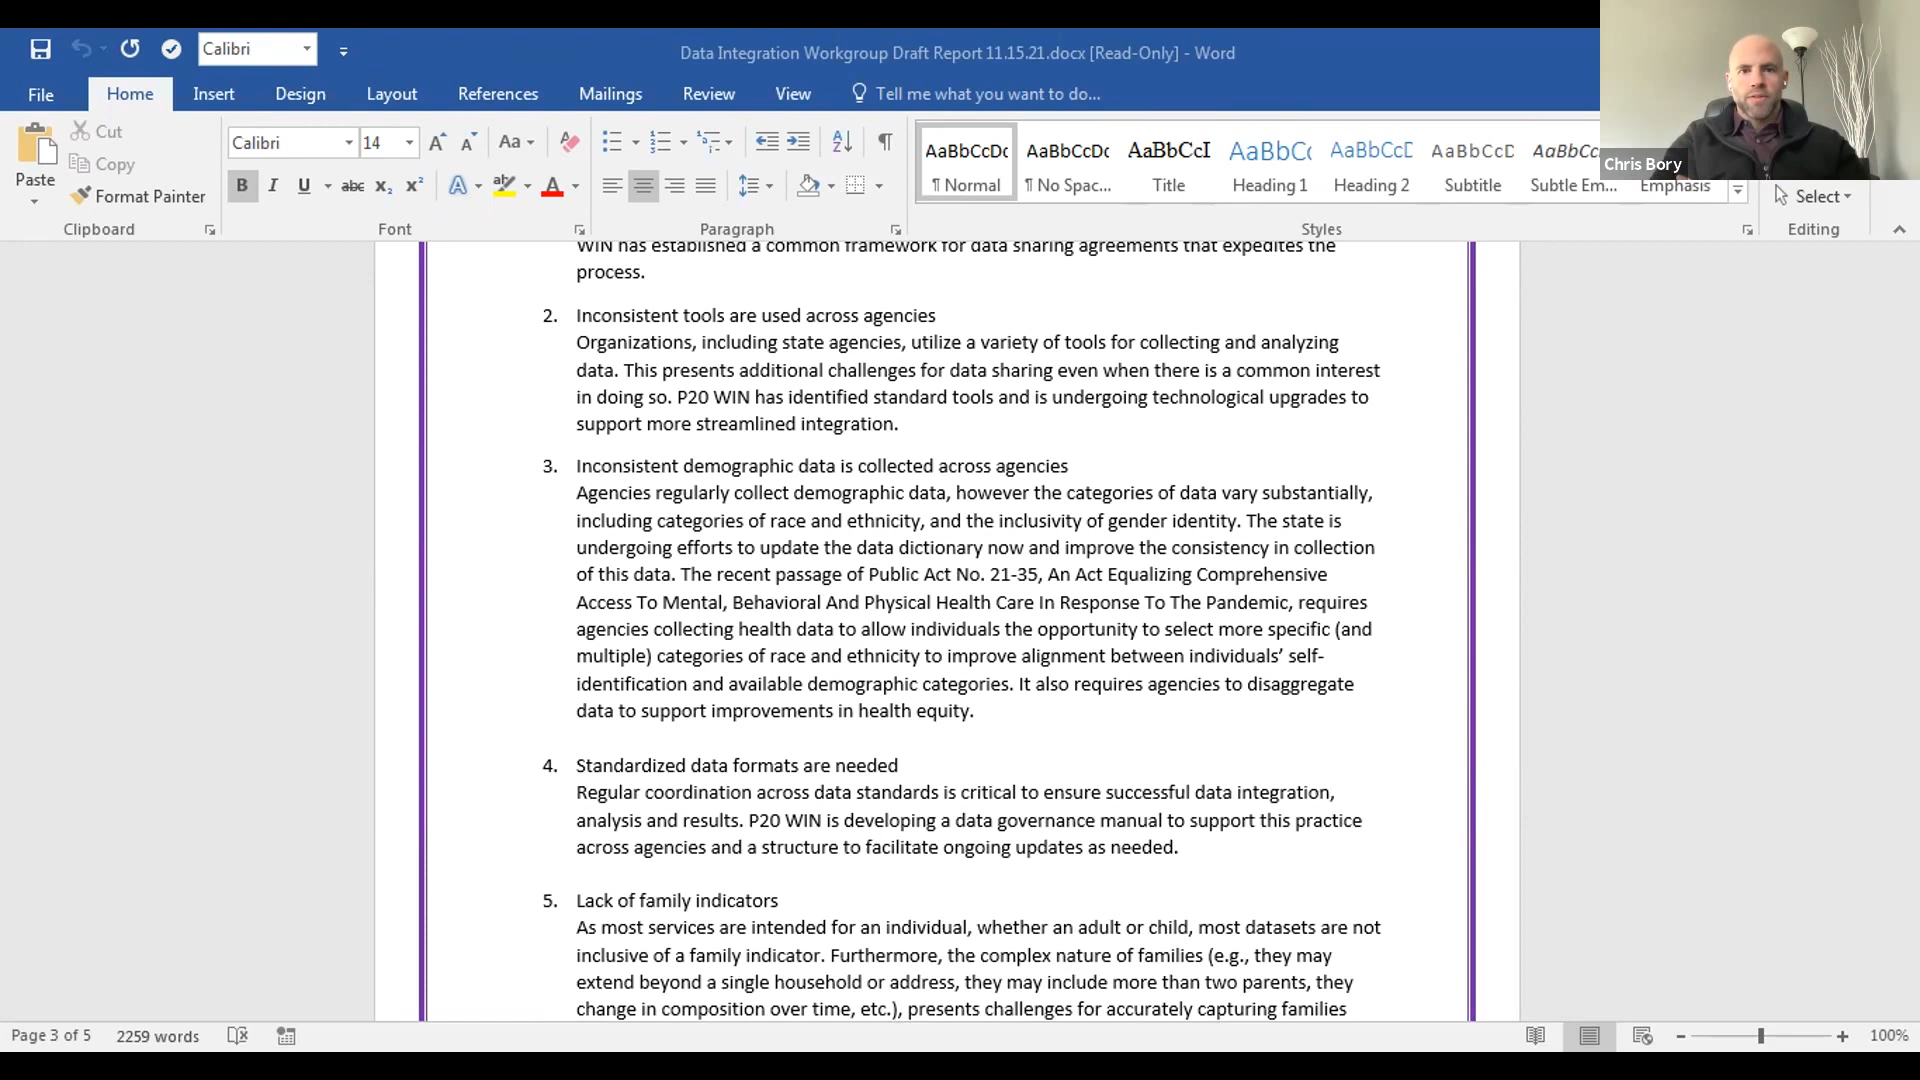 Calibri
Data Integration Workgroup Draft Report 11.15.21.docx [Read-Only] - Word
File Home Insert Design Layout References Mailings Review View Tell me what you want to do...
Chris Bory
Paste
Cut
Copy
Format Painter
Clipboard
Calibri 14
Font
Paragraph
AaBbCcDc AaBbCcDc AaBbCcI AaBbCc AaBbCcD AaBbCcD AaBbCc
¶ Normal ¶ No Spac... Title Heading 1 Heading 2 Subtitle Subtle Em... Emphasis
Styles
Select
Editing
WIN has established a common framework for data sharing agreements that expedites the
process.
2. Inconsistent tools are used across agencies
Organizations, including state agencies, utilize a variety of tools for collecting and analyzing
data. This presents additional challenges for data sharing even when there is a common interest
in doing so. P20 WIN has identified standard tools and is undergoing technological upgrades to
support more streamlined integration.
3. Inconsistent demographic data is collected across agencies
Agencies regularly collect demographic data, however the categories of data vary substantially,
including categories of race and ethnicity, and the inclusivity of gender identity. The state is
undergoing efforts to update the data dictionary now and improve the consistency in collection
of this data. The recent passage of Public Act No. 21-35, An Act Equalizing Comprehensive
Access To Mental, Behavioral And Physical Health Care In Response To The Pandemic, requires
agencies collecting health data to allow individuals the opportunity to select more specific (and
multiple) categories of race and ethnicity to improve alignment between individuals’ self-
identification and available demographic categories. It also requires agencies to disaggregate
data to support improvements in health equity.
4. Standardized data formats are needed
Regular coordination across data standards is critical to ensure successful data integration,
analysis and results. P20 WIN is developing a data governance manual to support this practice
across agencies and a structure to facilitate ongoing updates as needed.
5. Lack of family indicators
As most services are intended for an individual, whether an adult or child, most datasets are not
inclusive of a family indicator. Furthermore, the complex nature of families (e.g., they may
extend beyond a single household or address, they may include more than two parents, they
change in composition over time, etc.), presents challenges for accurately capturing families
Page 3 of 5 2259 words 100%